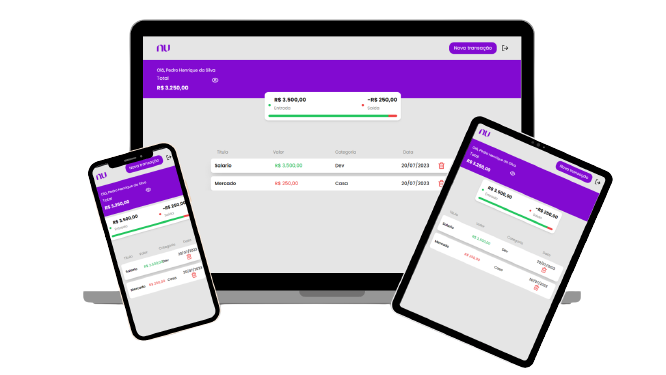 nu
Nova transação
Olá, Pedro Henrique da Silva
Total
R$ 3.250,00
R$ 3.500,00
Entrada
-R$ 250,00
Saída
Título Valor Categoria Data
Salario R$ 3.500,00 Dev 20/07/2023
Mercado R$ 250,00 Casa 20/07/2023
nu
Nova transação
Olá, Pedro Henrique da Silva
Total
R$ 3.250,00
R$ 3.500,00
Entrada
-R$ 250,00
Saída
Título Valor Categoria Data
Salario R$ 3.500,00 Dev 20/07/2023
Mercado R$ 250,00 Casa 20/07/2023
nu
Nova transação
Olá, Pedro Henrique da Silva
Total
R$ 3.250,00
R$ 3.500,00
Entrada
-R$ 250,00
Saída
Título Valor Categoria
Salario R$ 3.500,00 Dev 20/07/2023
Mercado R$ 250,00 Casa 20/07/2023